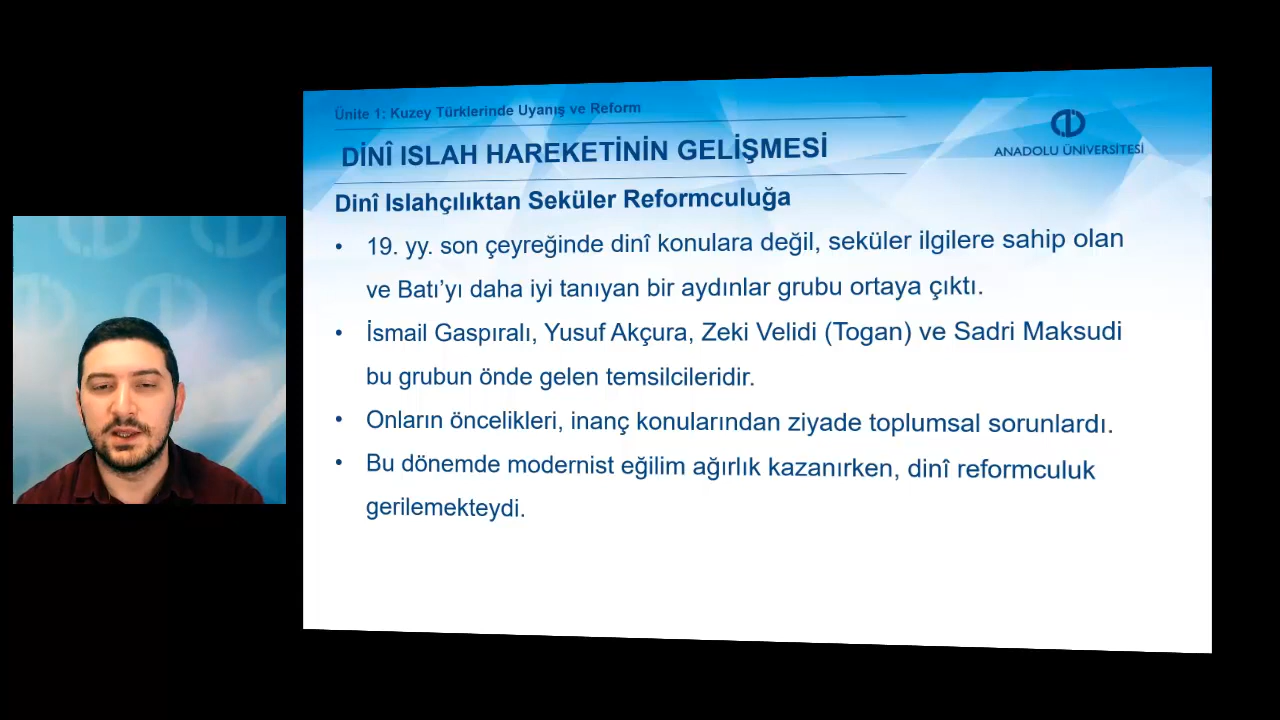 Ünite 1: Kuzey Türklerinde Uyanış ve Reform
DİNÎ ISLAH HAREKETİNİN GELİŞMESİ
ANADOLU ÜNİVERSİTESİ
Dinî Islahçılıktan Seküler Reformculuğa
• 19. yy. son çeyreğinde dinî konulara değil, seküler ilgilere sahip olan
ve Batı’yı daha iyi tanıyan bir aydınlar grubu ortaya çıktı.
• İsmail Gaspıralı, Yusuf Akçura, Zeki Velidi (Togan) ve Sadri Maksudi
bu grubun önde gelen temsilcileridir.
• Onların öncelikleri, inanç konularından ziyade toplumsal sorunlardı.
• Bu dönemde modernist eğilim ağırlık kazanırken, dinî reformculuk
gerilemekteydi.